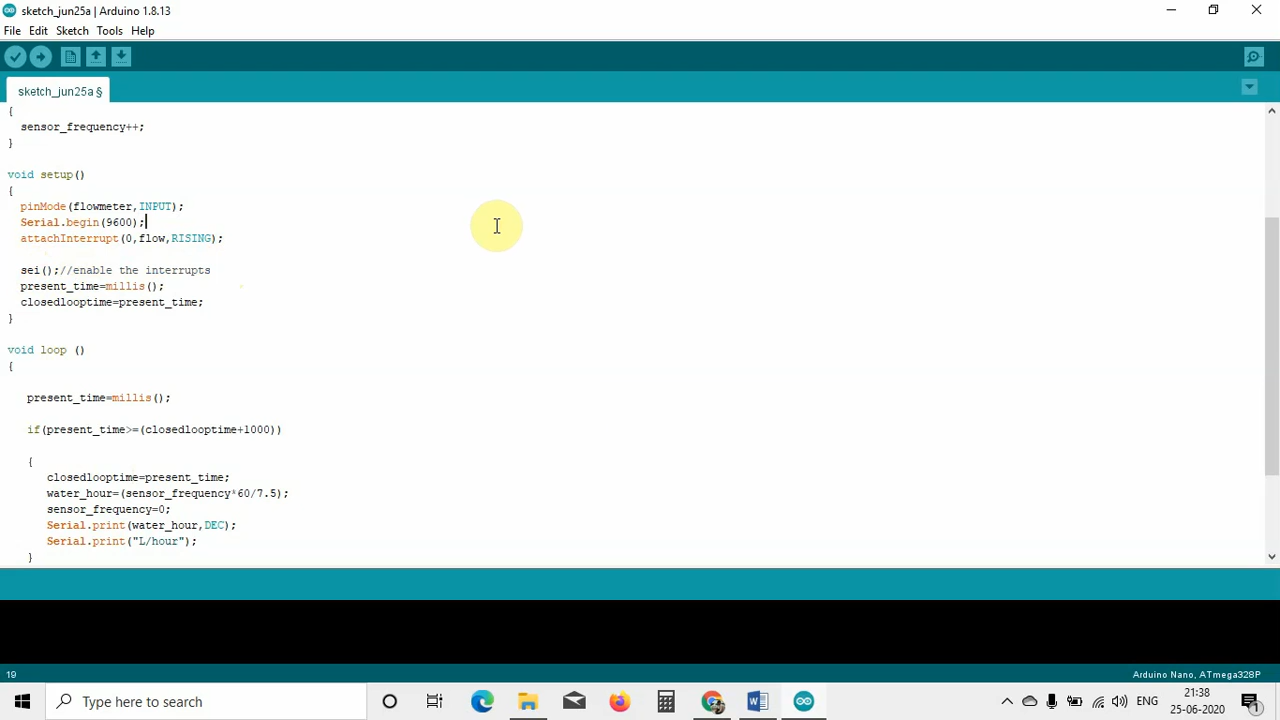 sketch_jun25a | Arduino 1.8.13
File Edit Sketch Tools Help
sketch_jun25a §
{
sensor_frequency++;
}
void setup()
{
pinMode(flowmeter,INPUT);
Serial.begin(9600);
attachInterrupt(0,flow,RISING);
sei();//enable the interrupts
present_time=millis();
closedlooptime=present_time;
}
void loop ()
{
present_time=millis();
if(present_time>=(closedlooptime+1000))
{
closedlooptime=present_time;
water_hour=(sensor_frequency*60/7.5);
sensor_frequency=0;
Serial.print(water_hour,DEC);
Serial.print("L/hour");
}
19
Arduino Nano, ATmega328P
Type here to search
ENG
21:38
25-06-2020
1